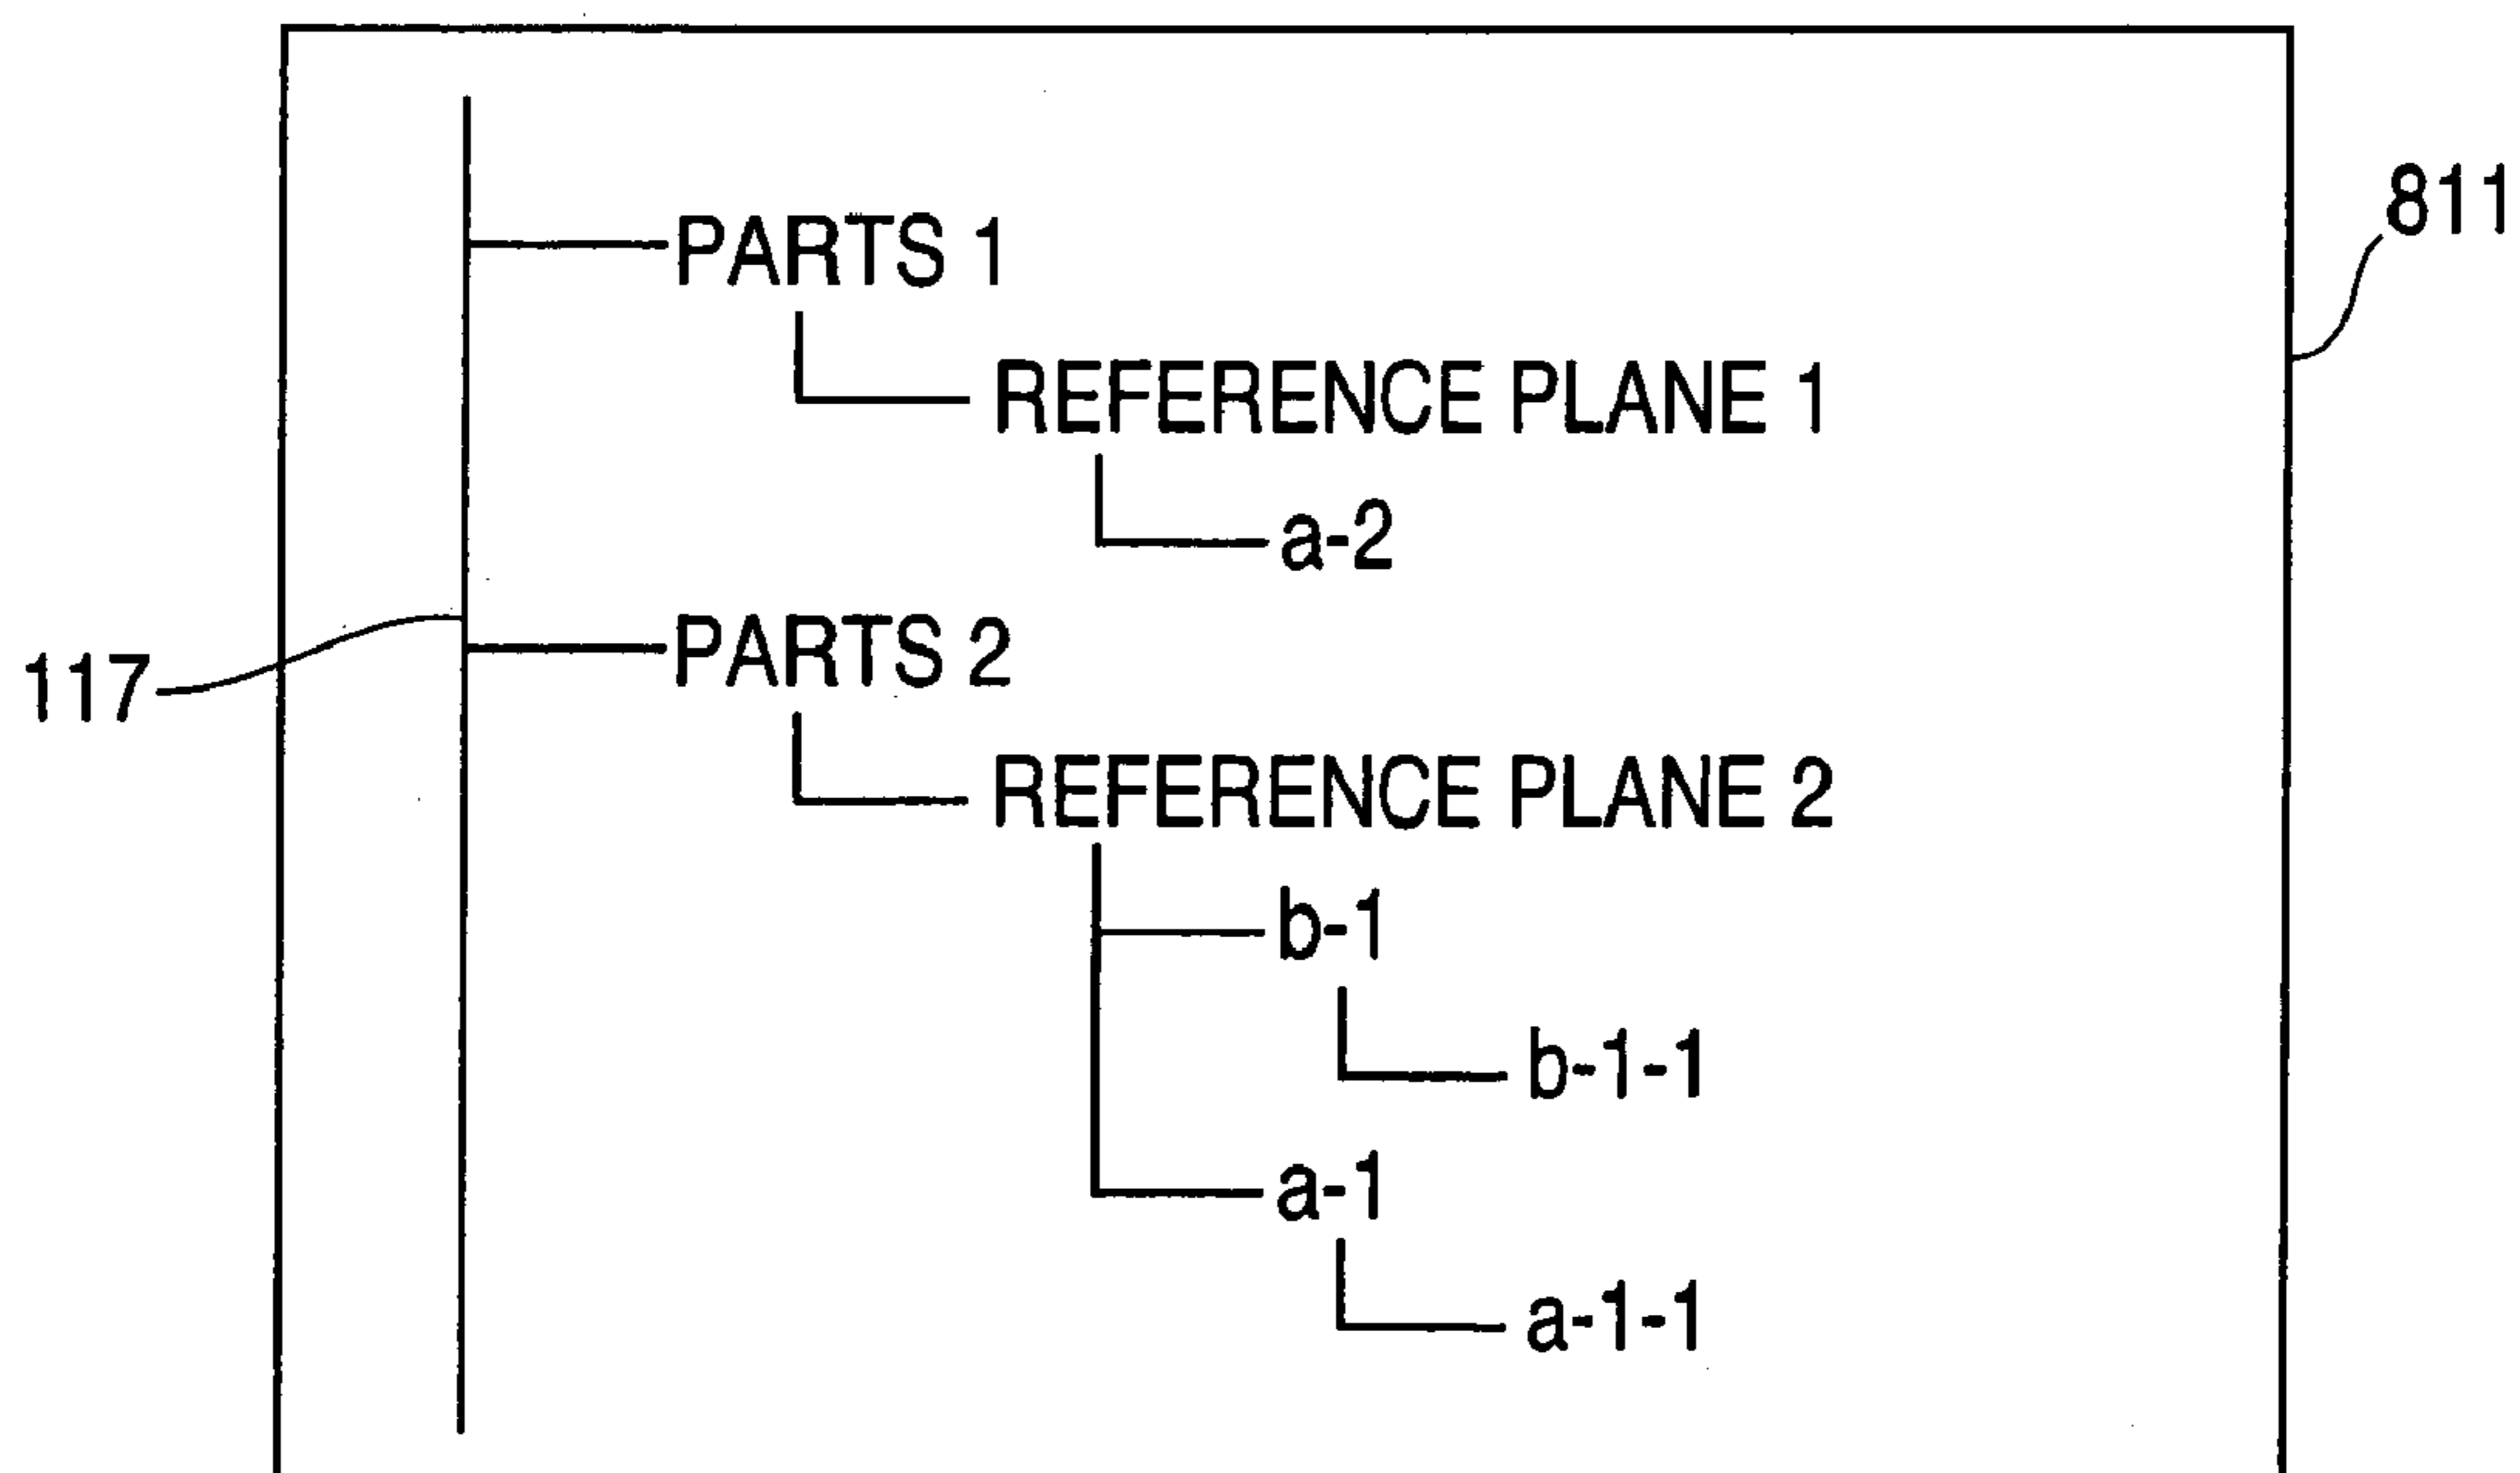 811
PARTS 1
REFERENCE PLANE 1
a-2
117
PARTS 2
REFERENCE PLANE 2
b-1
b-1-1
a-1
a-1-1